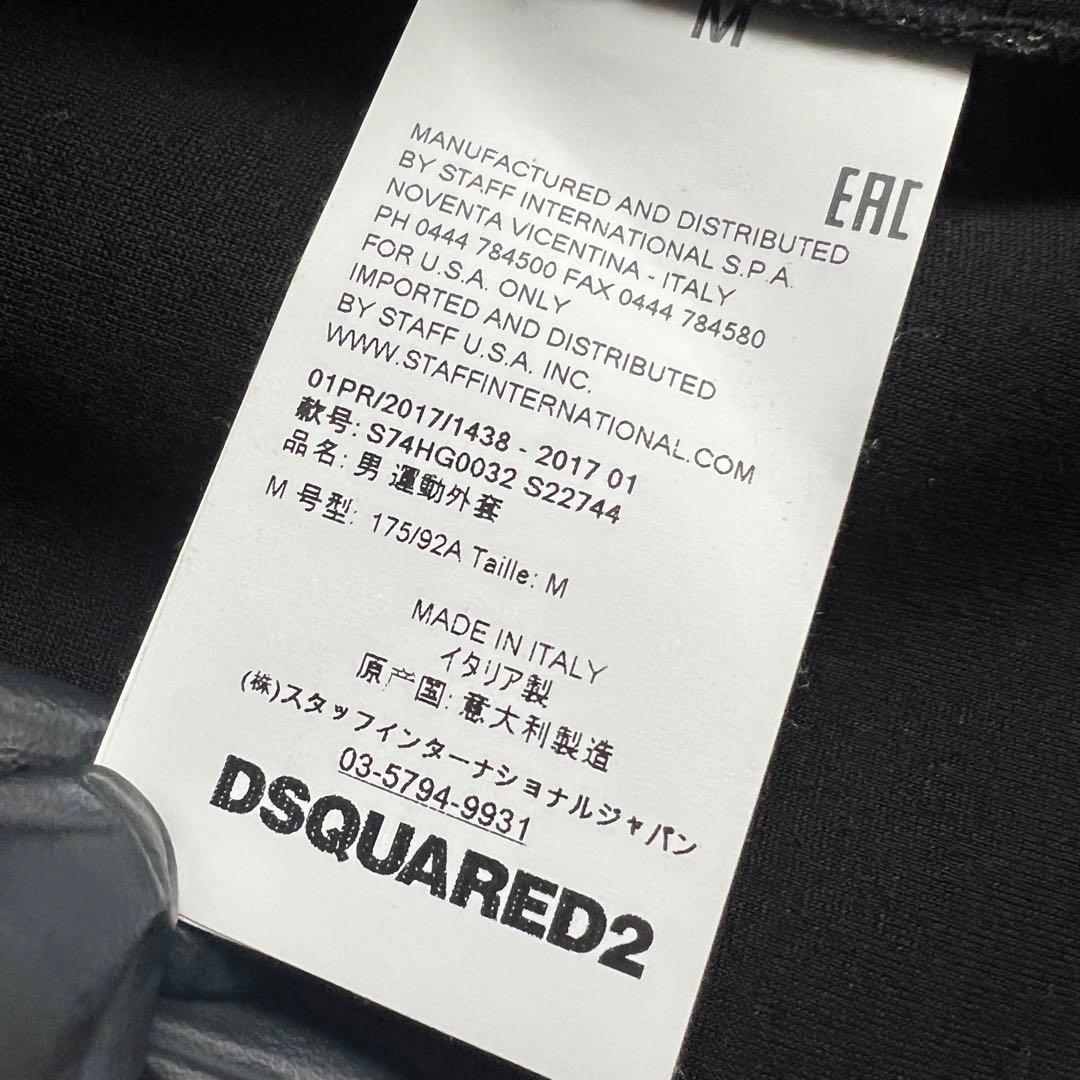 M
EAC
MANUFACTURED AND DISTRIBUTED
BY STAFF INTERNATIONAL S.P.A.
NOVENTA VICENTINA - ITALY
PH 0444 784500 FAX 0444 784580
FOR U.S.A. ONLY
IMPORTED AND DISTRIBUTED
BY STAFF U.S.A. INC.
WWW.STAFFINTERNATIONAL.COM
01PR/2017/1438 - 2017 01
款号: S74HG0032 S22744
品名: 男 運動外套
M 号型: 175/92A Taille: M
MADE IN ITALY
イタリア製
原产国: 意大利製造
(株)スタッフインターナショナルジャパン
03-5794-9931
DSQUARED2